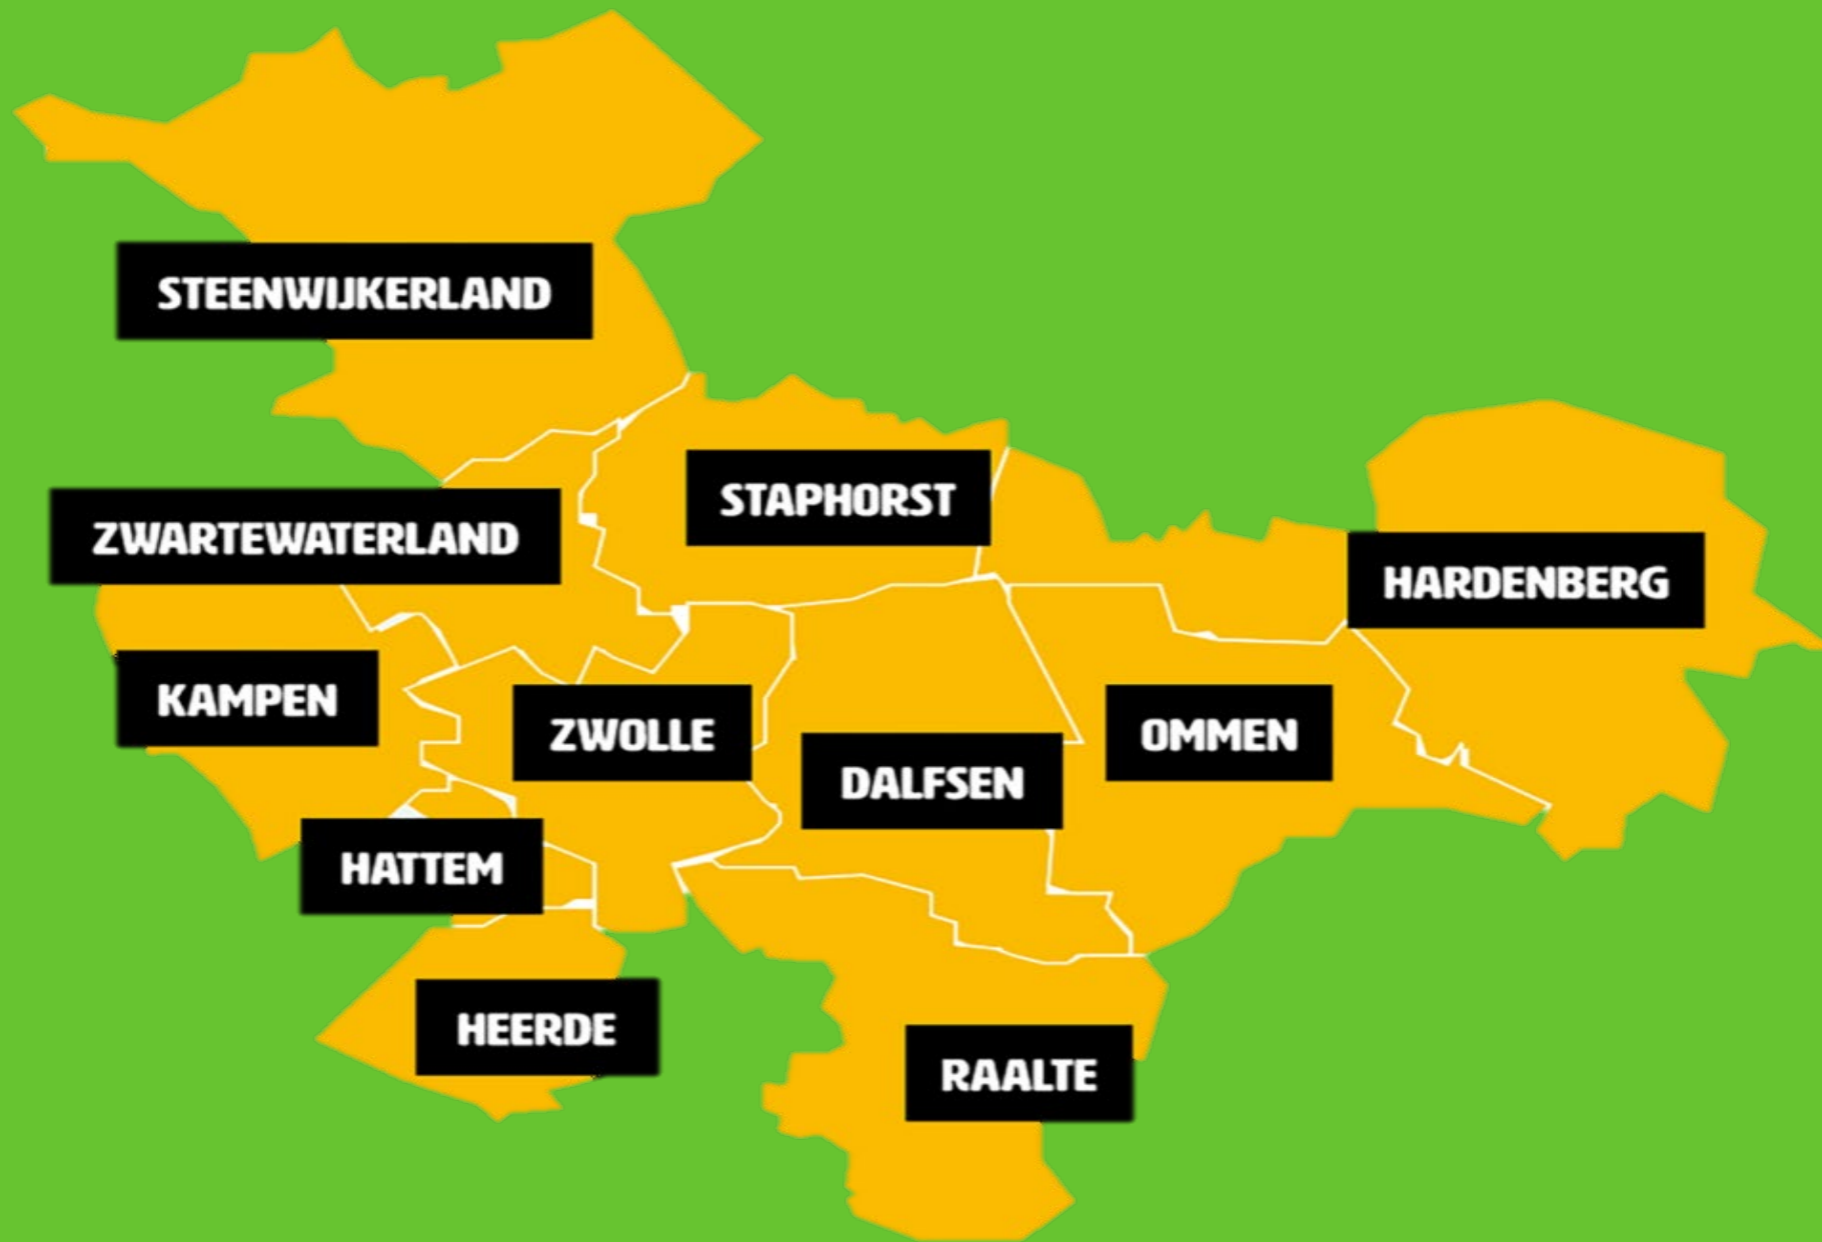 STEENWIJKERLAND
STAPHORST
ZWARTEWATERLAND
HARDENBERG
KAMPEN
ZWOLLE
OMMEN
DALFSEN
HATTEM
HEERDE
RAALTE